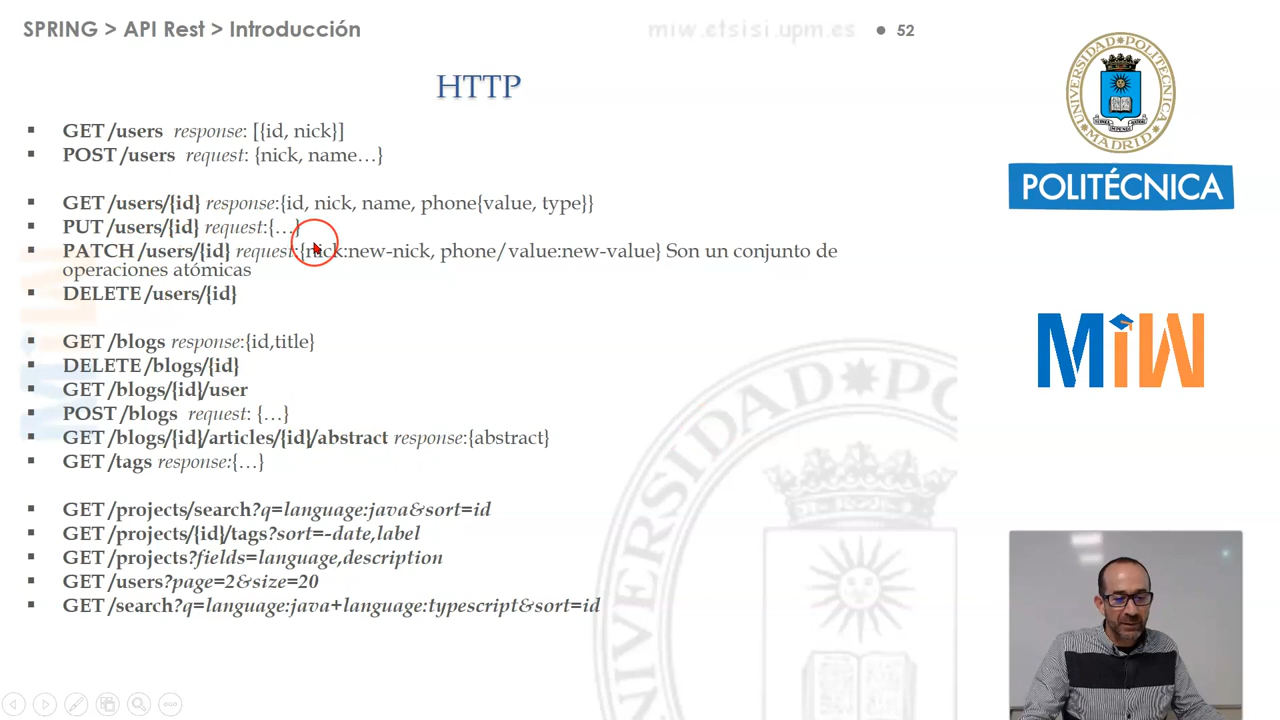 SPRING > API Rest > Introducción
miw.etsisi.upm.es
52
HTTP
GET /users response: [{id, nick}]
POST /users request: {nick, name…}
GET /users/{id} response:{id, nick, name, phone{value, type}}
PUT /users/{id} request:{…}
PATCH /users/{id} request:{nick:new-nick, phone/value:new-value} Son un conjunto de
operaciones atómicas
DELETE /users/{id}
GET /blogs response:{id,title}
DELETE /blogs/{id}
GET /blogs/{id}/user
POST /blogs request: {…}
GET /blogs/{id}/articles/{id}/abstract response:{abstract}
GET /tags response:{…}
GET /projects/search?q=language:java&sort=id
GET /projects/{id}/tags?sort=-date,label
GET /projects?fields=language,description
GET /users?page=2&size=20
GET /search?q=language:java+language:typescript&sort=id
UNIVERSIDAD POLITÉCNICA
MADRID
POLITÉCNICA
MiW
UNIVERSIDAD PO